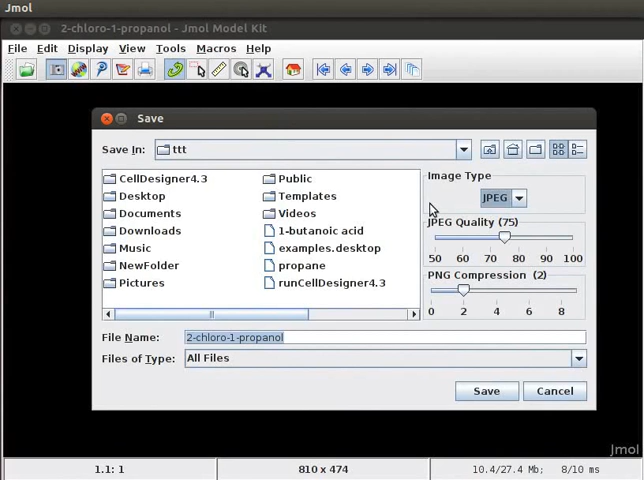 Jmol
2-chloro-1-propanol - Jmol Model Kit
File Edit Display View Tools Macros Help
Save
Save In: ttt
CellDesigner4.3
Desktop
Documents
Downloads
Music
NewFolder
Pictures
Public
Templates
Videos
1-butanoic acid
examples.desktop
propane
runCellDesigner4.3
Image Type
JPEG
JPEG Quality (75)
50 60 70 80 90 100
PNG Compression (2)
0 2 4 6 8
File Name: 2-chloro-1-propanol
Files of Type: All Files
Save Cancel
Jmol
1.1: 1 810 x 474 10.4/27.4 Mb; 8/10 ms